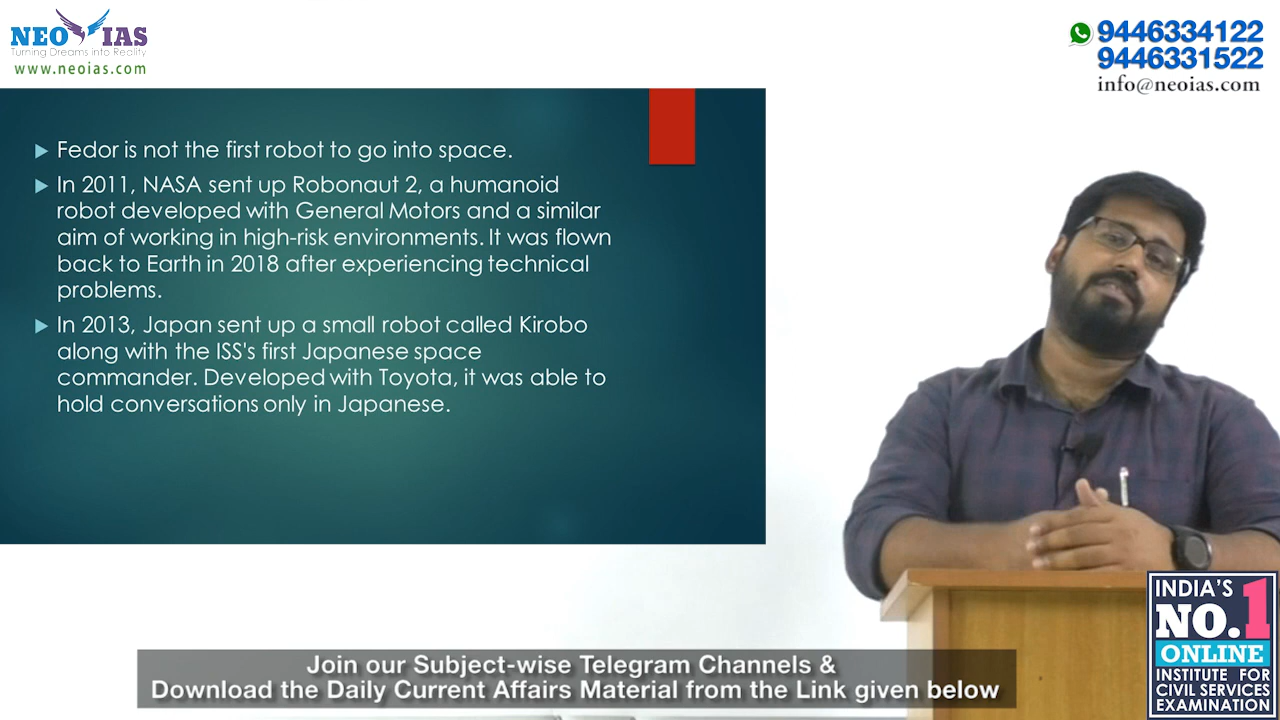 NEO IAS
Turning Dreams into Reality
www.neoias.com
9446334122
9446331522
info@neoias.com
Fedor is not the first robot to go into space.
In 2011, NASA sent up Robonaut 2, a humanoid
robot developed with General Motors and a similar
aim of working in high-risk environments. It was flown
back to Earth in 2018 after experiencing technical
problems.
In 2013, Japan sent up a small robot called Kirobo
along with the ISS's first Japanese space
commander. Developed with Toyota, it was able to
hold conversations only in Japanese.
INDIA'S
NO.1
ONLINE
INSTITUTE FOR
CIVIL SERVICES
EXAMINATION
Join our Subject-wise Telegram Channels &
Download the Daily Current Affairs Material from the Link given below